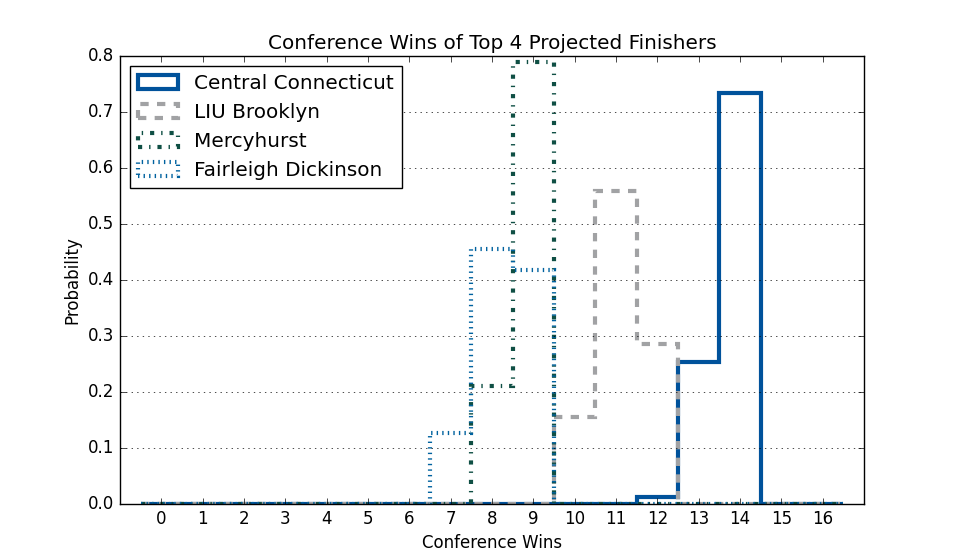 Conference Wins of Top 4 Projected Finishers
Central Connecticut
LIU Brooklyn
Mercyhurst
Fairleigh Dickinson
0.8
0.7
0.6
0.5
0.4
0.3
0.2
0.1
0.0
Probability
0 1 2 3 4 5 6 7 8 9 10 11 12 13 14 15 16
Conference Wins